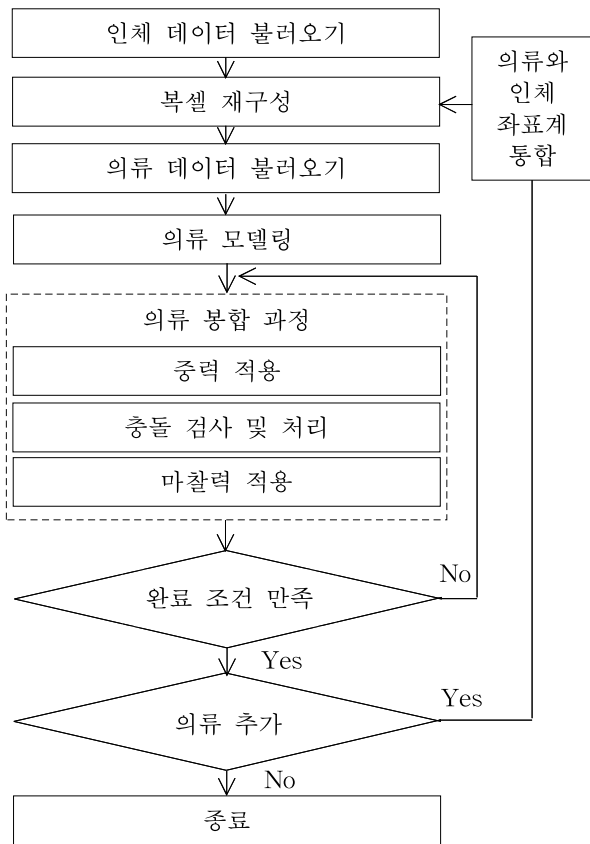 인체 데이터 불러오기
복셀 재구성
의류와
인체
좌표계
통합
의류 데이터 불러오기
의류 모델링
의류 봉합 과정
중력 적용
충돌 검사 및 처리
마찰력 적용
완료 조건 만족
No
Yes
의류 추가
Yes
No
종료